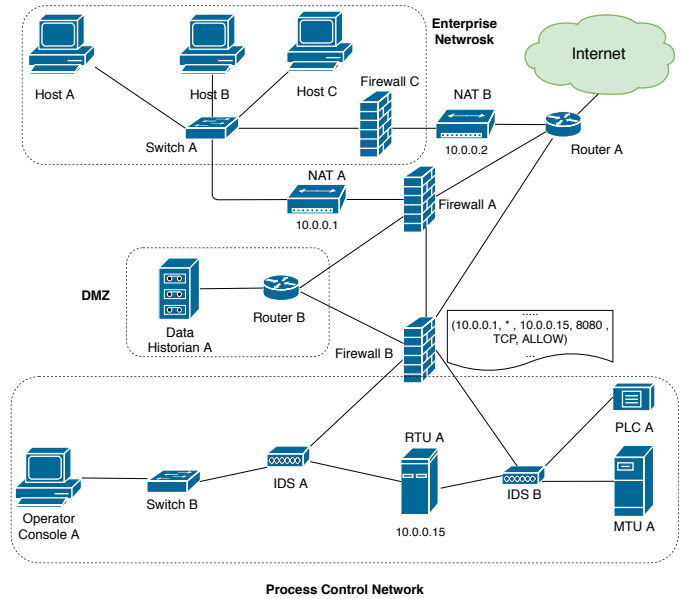 Enterprise
Netwrosk
Internet
Host A
Host B
Host C
Firewall C
NAT B
Switch A
10.0.0.2
Router A
NAT A
Firewall A
10.0.0.1
DMZ
Router B
Data
Historian A
Firewall B
.....
(10.0.0.1, * , 10.0.0.15, 8080 ,
TCP, ALLOW)
...
PLC A
RTU A
IDS A
IDS B
Switch B
Operator
Console A
10.0.0.15
MTU A
Process Control Network